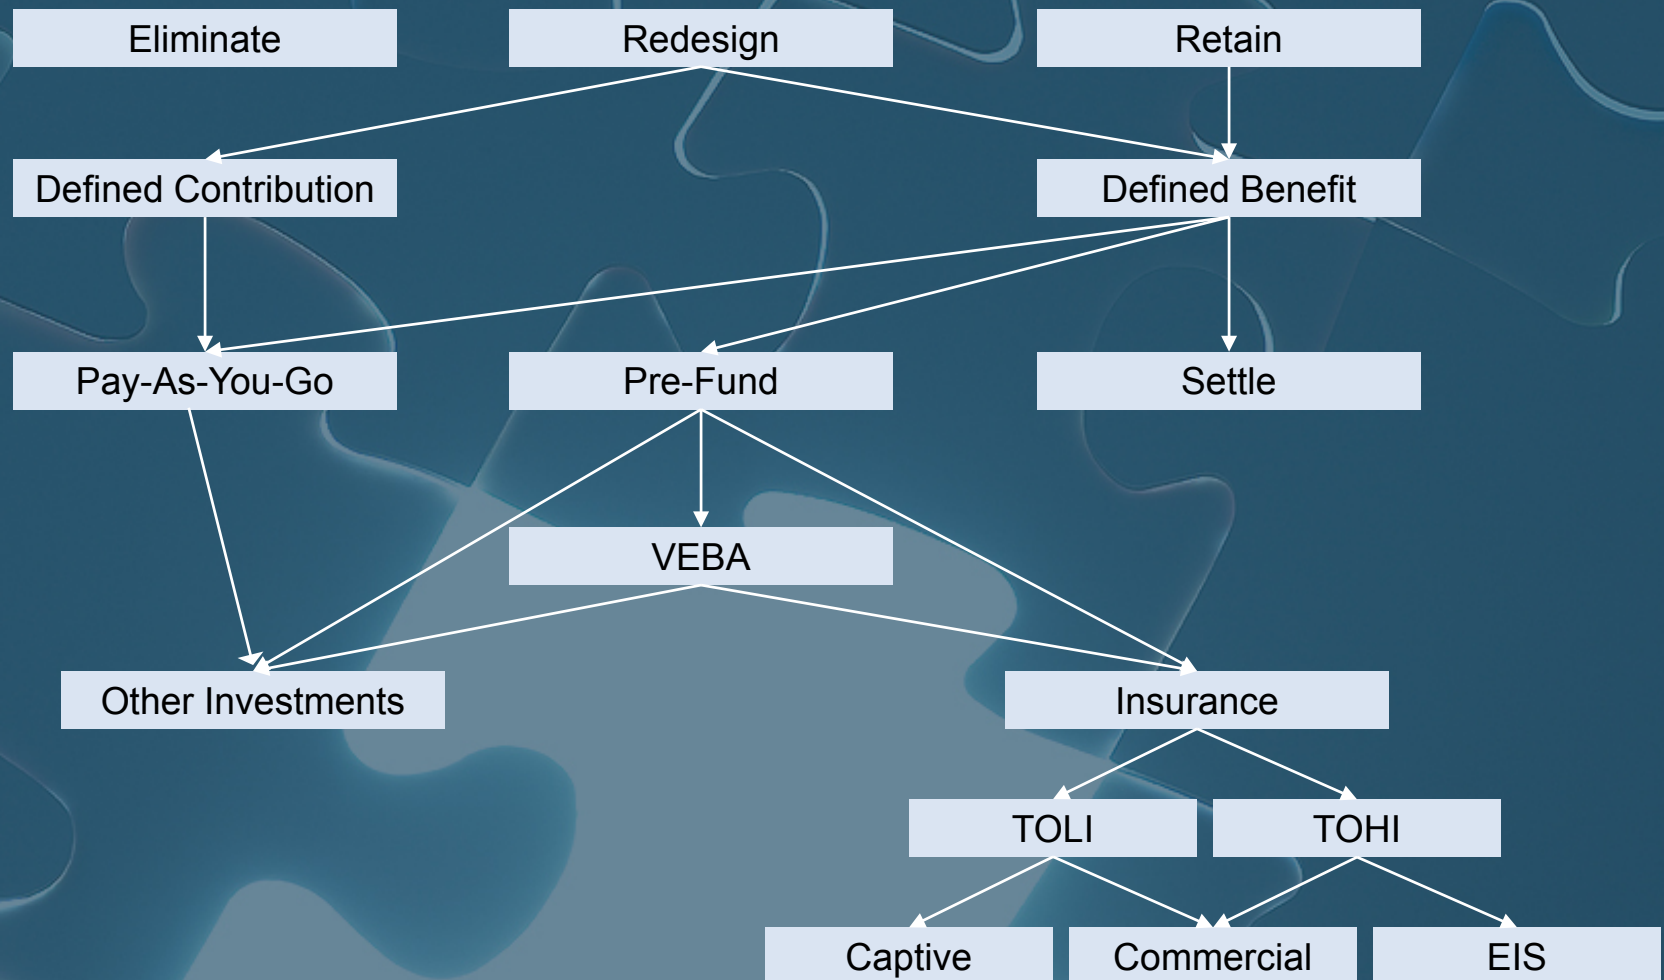 Eliminate
Redesign
Retain
Defined Contribution
Defined Benefit
Pay-As-You-Go
Pre-Fund
Settle
VEBA
Other Investments
Insurance
TOLI
TOHI
Captive
Commercial
EIS